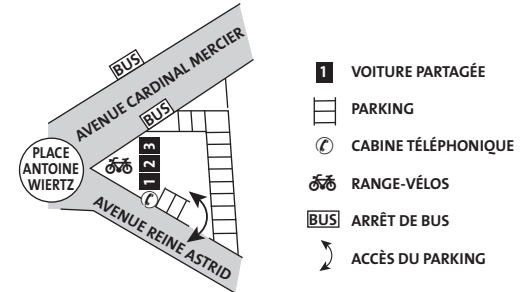 BUS
AVENUE CARDINAL MERCIER
BUS
PLACE
ANTOINE
WIERTZ
1 2 3
AVENUE REINE ASTRID
1 VOITURE PARTAGÉE
PARKING
CABINE TÉLÉPHONIQUE
RANGE-VÉLOS
BUS ARRÊT DE BUS
ACCÈS DU PARKING